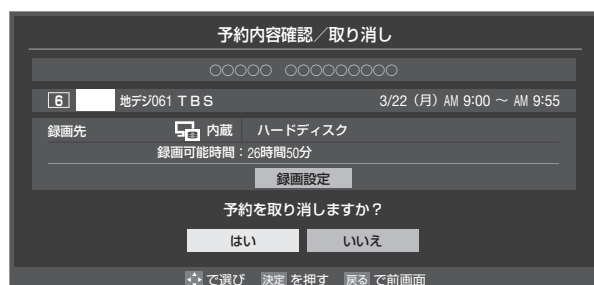 予約内容確認／取り消し
○○○○○ ○○○○○○○○○
6 地デジ061 TBS 3/22（月）AM 9:00 ～ AM 9:55
録画先 内蔵 ハードディスク
録画可能時間：26時間50分
録画設定
予約を取り消しますか？
はい いいえ
で選び 決定 を押す 戻る で前画面